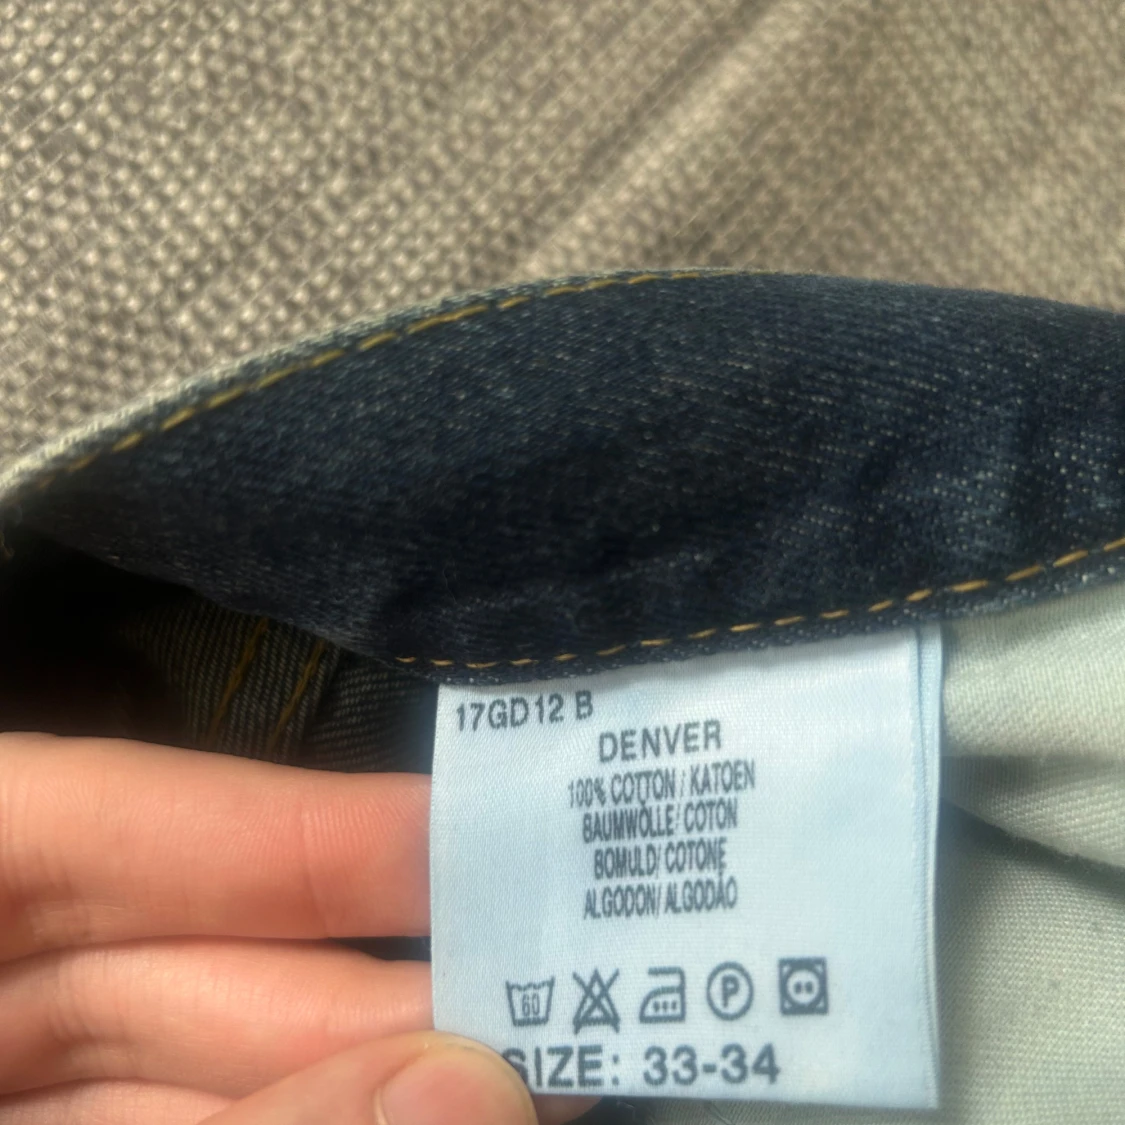 17GD12 B
DENVER
100% COTTON / KATOEN
BAUMWOLLE/ COTON
BOMULD/ COTONE
ALGODON/ ALGODÃO
60 P
SIZE: 33-34